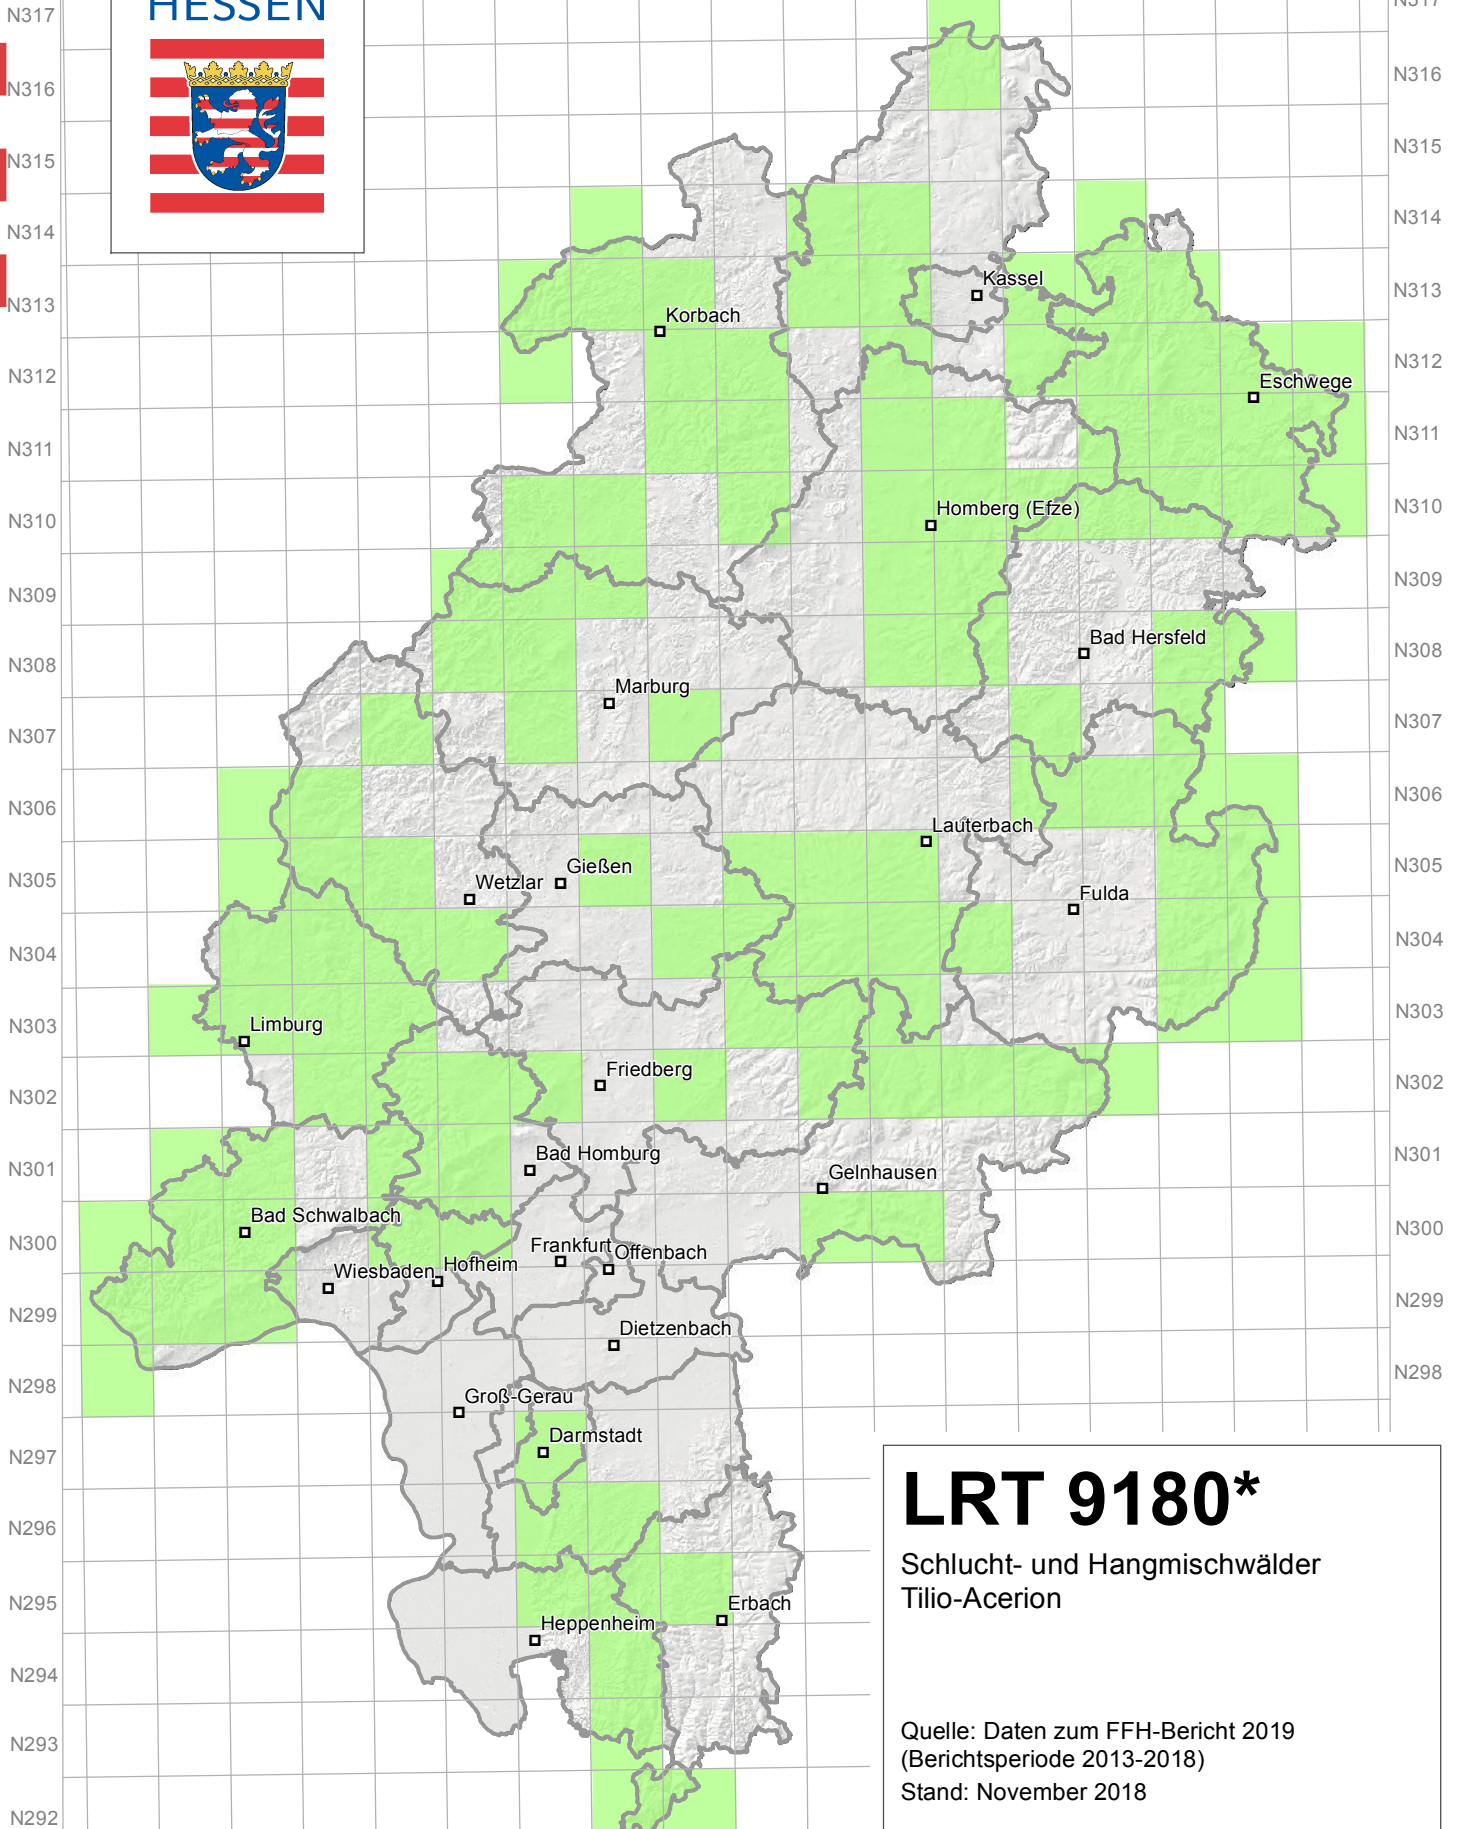 HESSEN
N317
N317
N316
N316
N315
N315
N314
N314
N313
N313
Kassel
Korbach
N312
N312
Eschwege
N311
N311
N310
N310
Homberg (Efze)
N309
N309
N308
N308
Bad Hersfeld
Marburg
N307
N307
N306
N306
Lauterbach
N305
N305
Gießen
Wetzlar
Fulda
N304
N304
N303
N303
Limburg
N302
N302
Friedberg
N301
N301
Bad Homburg
Gelnhausen
N300
N300
Bad Schwalbach
Frankfurt
Offenbach
Wiesbaden
Hofheim
N299
N299
Dietzenbach
N298
N298
Groß-Gerau
N297
Darmstadt
N296
N295
Erbach
Heppenheim
N294
N293
N292
LRT 9180*
Schlucht- und Hangmischwälder
Tilio-Acerion
Quelle: Daten zum FFH-Bericht 2019
(Berichtsperiode 2013-2018)
Stand: November 2018